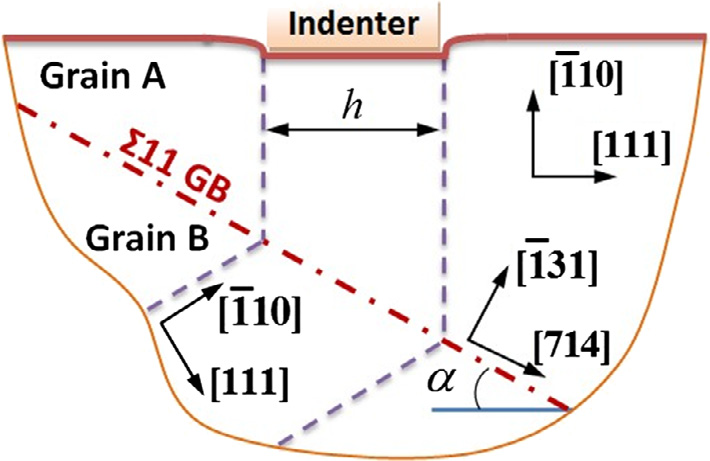 Indenter
Grain A
h
[1̄10]
[111]
Σ11 GB
Grain B
[1̄31]
[1̄10]
[714]
[111]
α